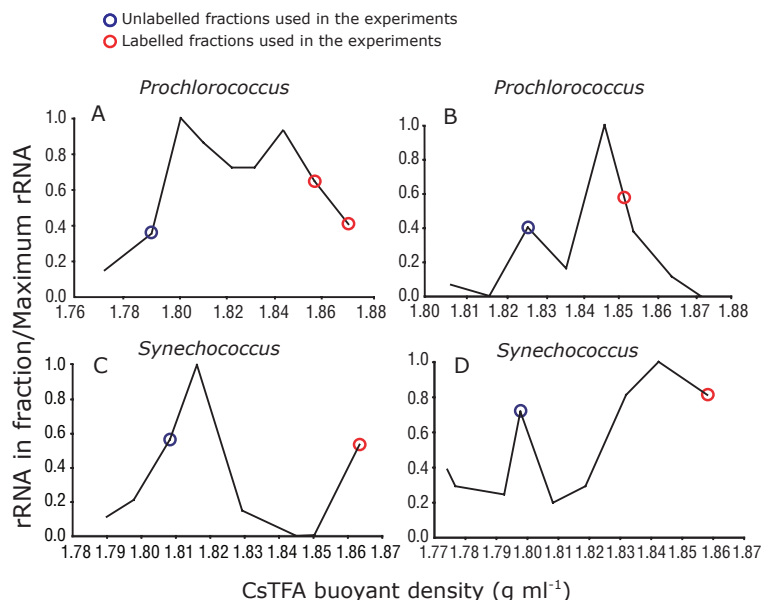 Unlabelled fractions used in the experiments
Labelled fractions used in the experiments
rRNA in fraction/Maximum rRNA
Prochlorococcus
A
1.0
0.8
0.6
0.4
0.2
0.0
1.76 1.78 1.80 1.82 1.84 1.86 1.88
Prochlorococcus
B
1.0
0.8
0.6
0.4
0.2
0.0
1.80 1.82 1.83 1.84 1.85 1.86 1.87 1.88
Synechococcus
C
1.0
0.8
0.6
0.4
0.2
0.0
1.78 1.79 1.80 1.81 1.82 1.83 1.84 1.85 1.86 1.87
Synechococcus
D
1.0
0.8
0.6
0.4
0.2
0.0
1.77 1.78 1.79 1.80 1.81 1.82 1.83 1.84 1.85 1.86 1.87
CsTFA buoyant density (g ml⁻¹)